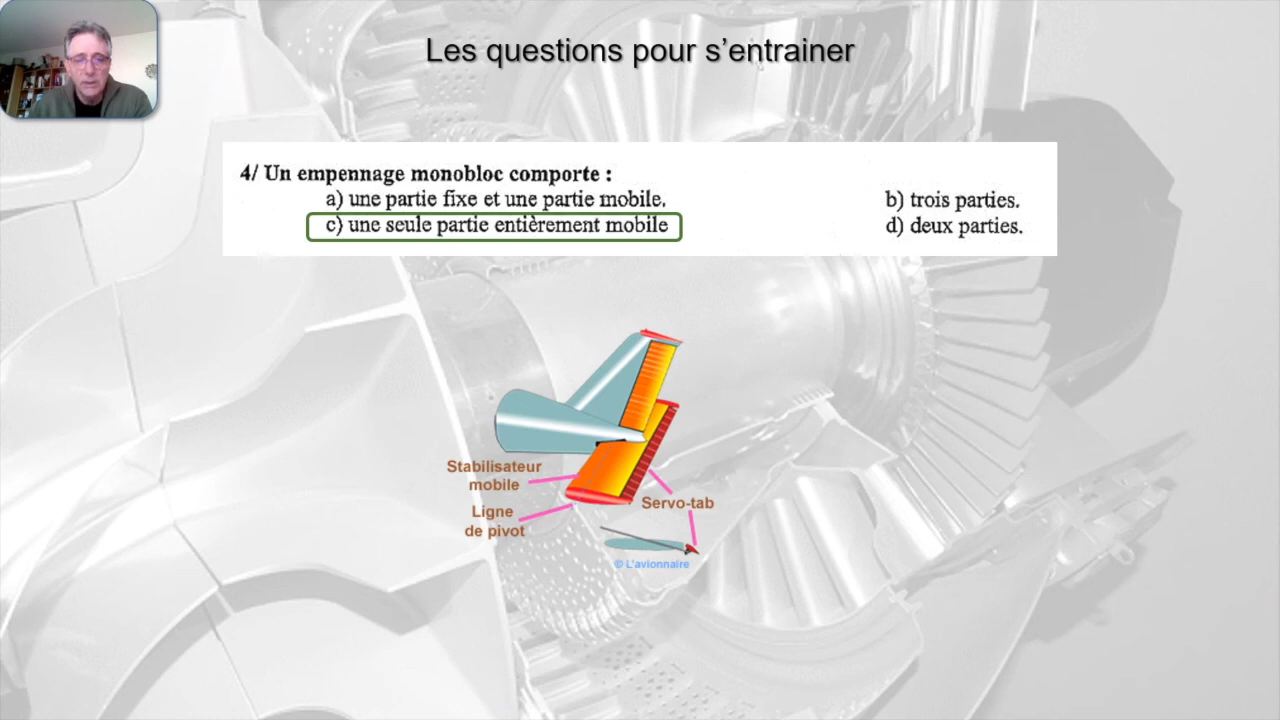 Les questions pour s’entrainer
4/ Un empennage monobloc comporte :
a) une partie fixe et une partie mobile.
b) trois parties.
c) une seule partie entièrement mobile
d) deux parties.
Stabilisateur
mobile
Ligne
de pivot
Servo-tab
© L'avionnaire